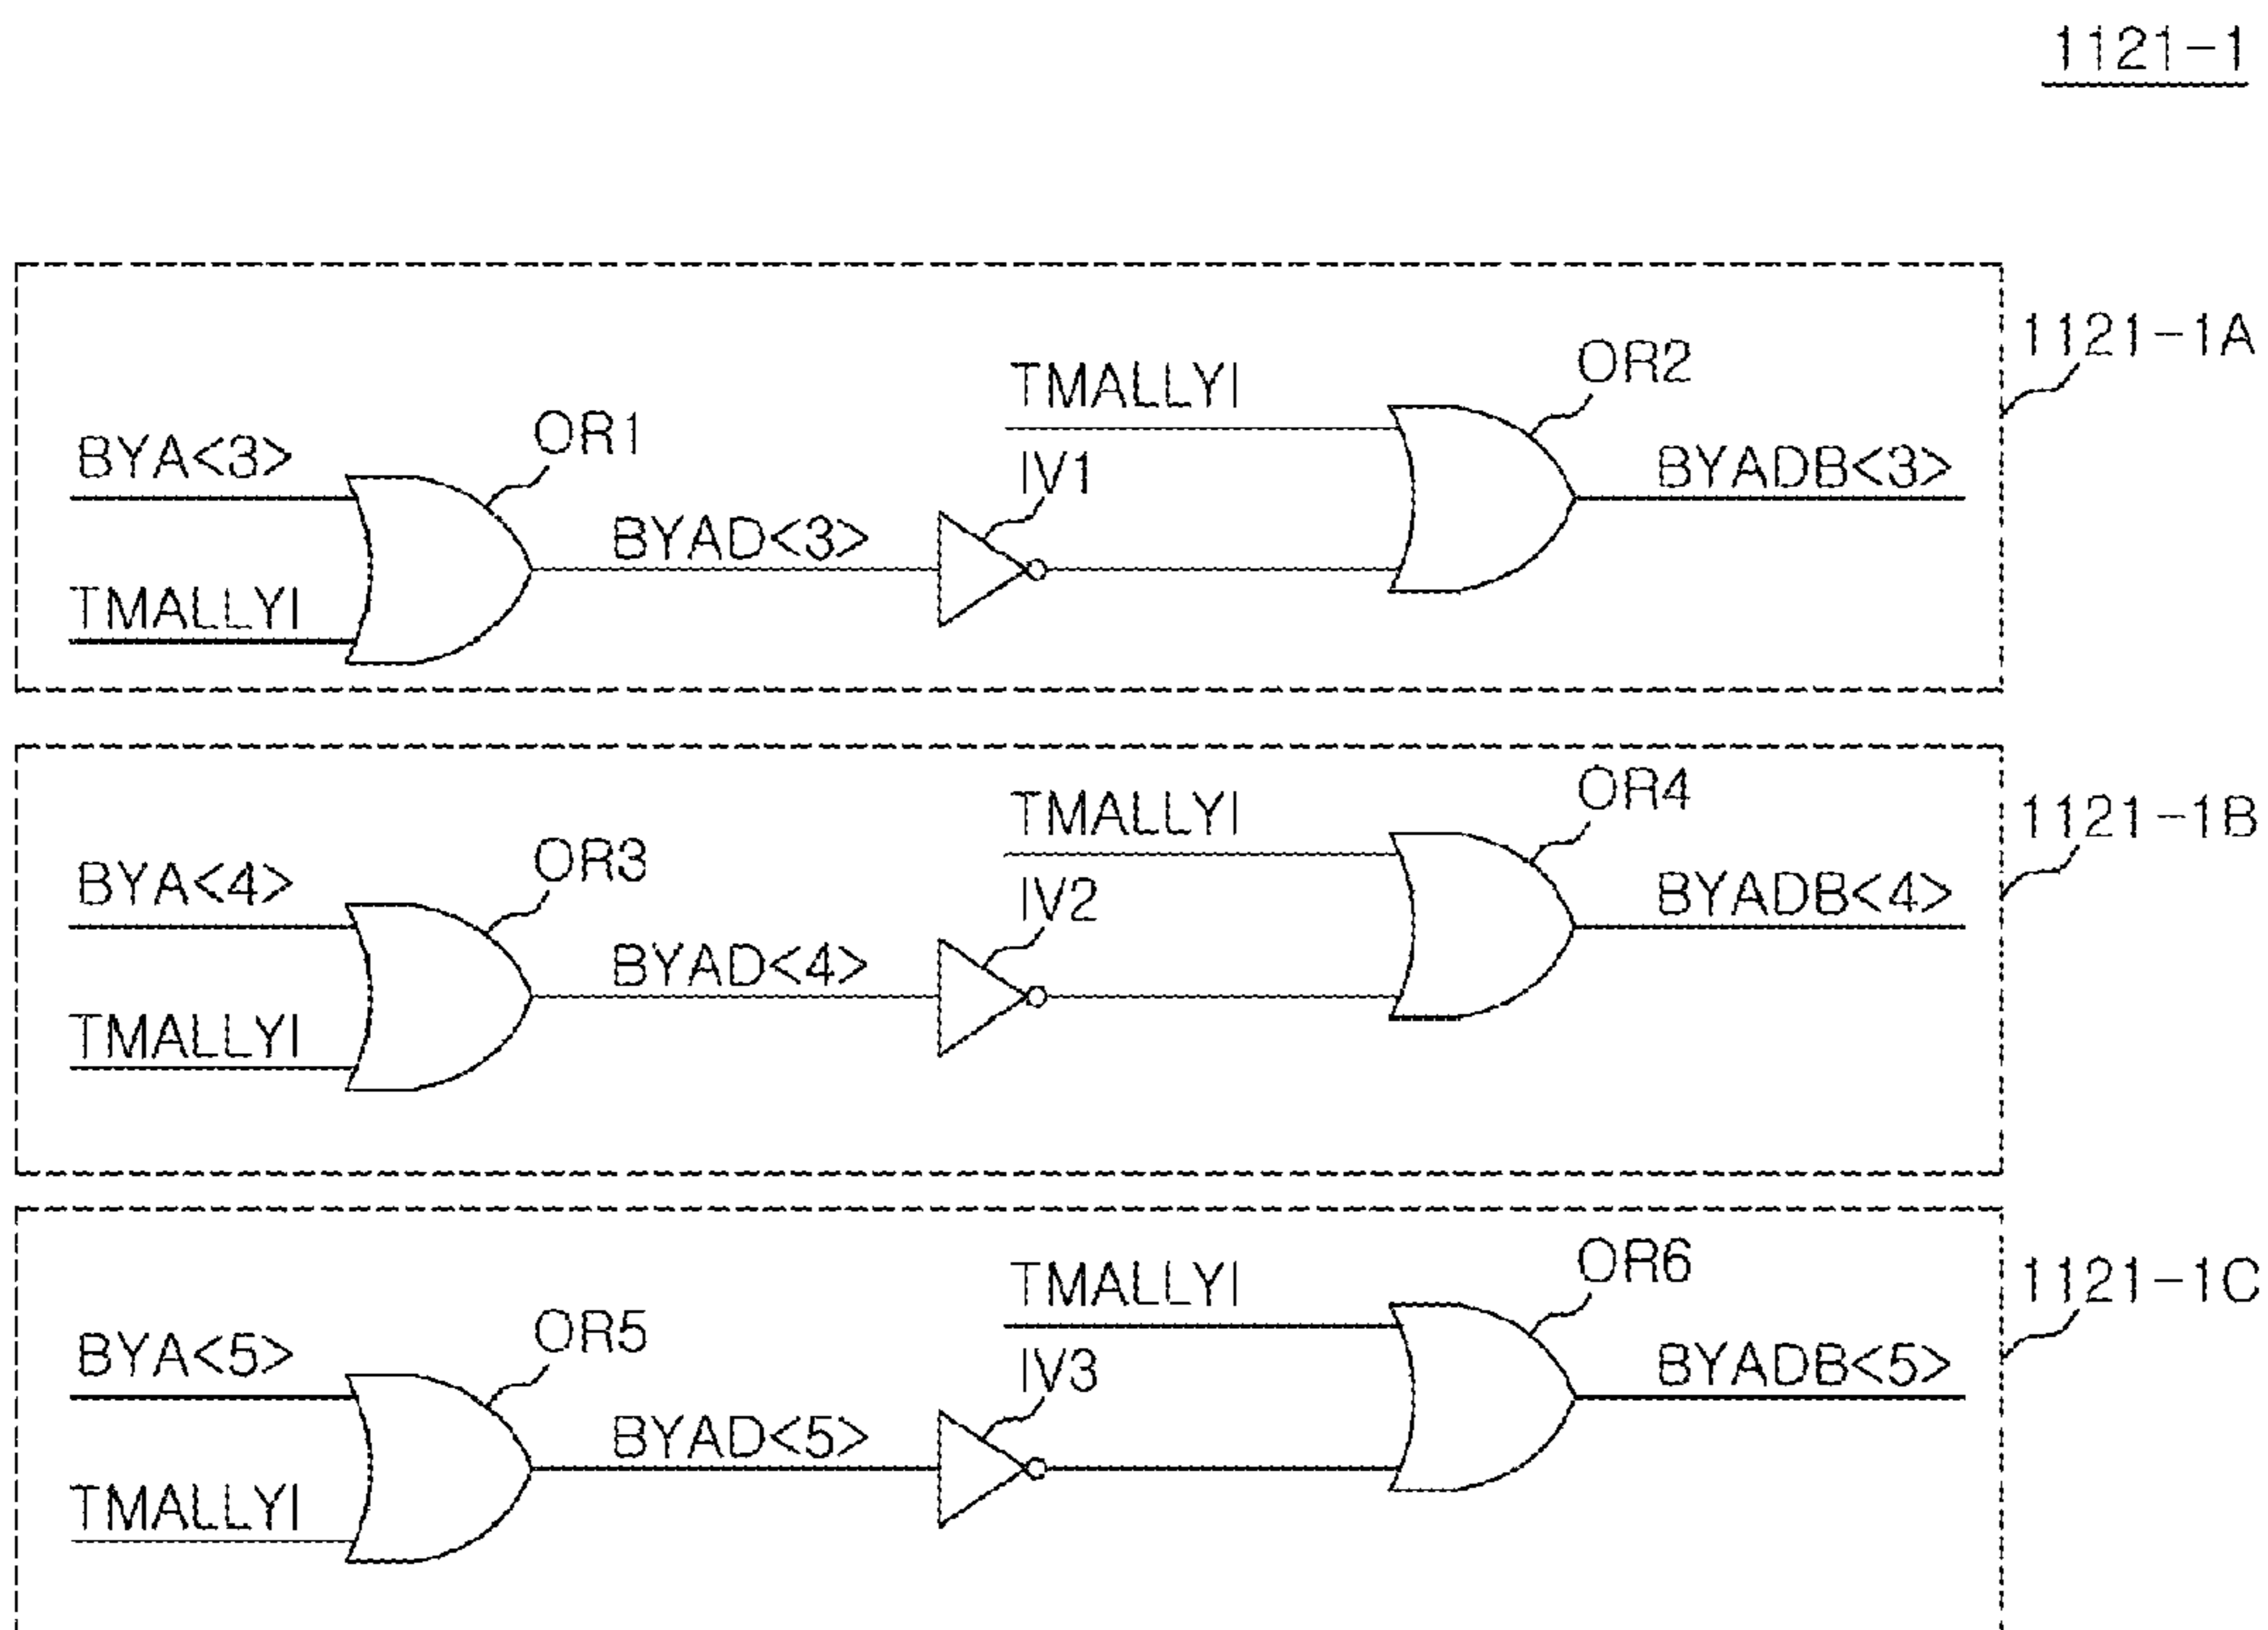 1121-1
1121-1A
TMALLYI
OR2
BYA<3>
OR1
IV1
BYADB<3>
BYAD<3>
TMALLYI
1121-1B
TMALLYI
OR4
BYA<4>
OR3
IV2
BYADB<4>
BYAD<4>
TMALLYI
1121-1C
TMALLYI
OR6
BYA<5>
OR5
IV3
BYADB<5>
BYAD<5>
TMALLYI